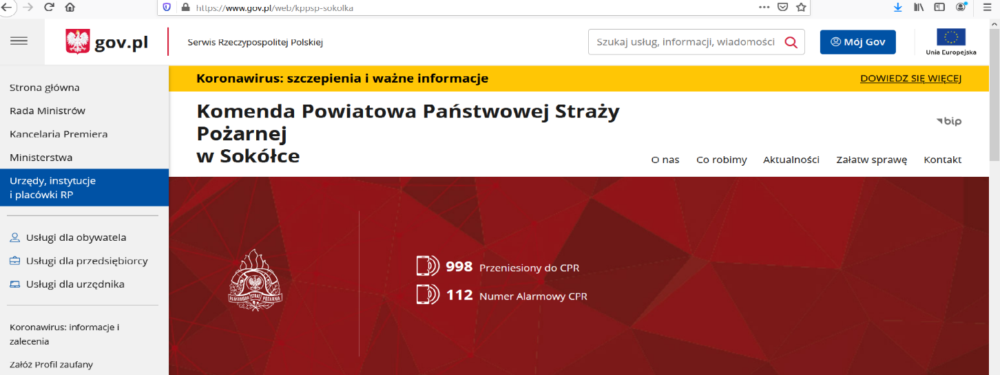 https://www.gov.pl/web/kppsp-sokolka
gov.pl
Serwis Rzeczypospolitej Polskiej
Szukaj usług, informacji, wiadomości
Mój Gov
Unia Europejska
Strona główna
Rada Ministrów
Kancelaria Premiera
Ministerstwa
Urzędy, instytucje
i placówki RP
Usługi dla obywatela
Usługi dla przedsiębiorcy
Usługi dla urzędnika
Koronawirus: informacje i
zalecenia
Załóż Profil zaufany
Koronawirus: szczepienia i ważne informacje
DOWIEDZ SIĘ WIĘCEJ
Komenda Powiatowa Państwowej Straży
Pożarnej
w Sokółce
bip
O nas Co robimy Aktualności Załatw sprawę Kontakt
PAŃSTWOWA STRAŻ POŻARNA
998 Przeniesiony do CPR
112 Numer Alarmowy CPR